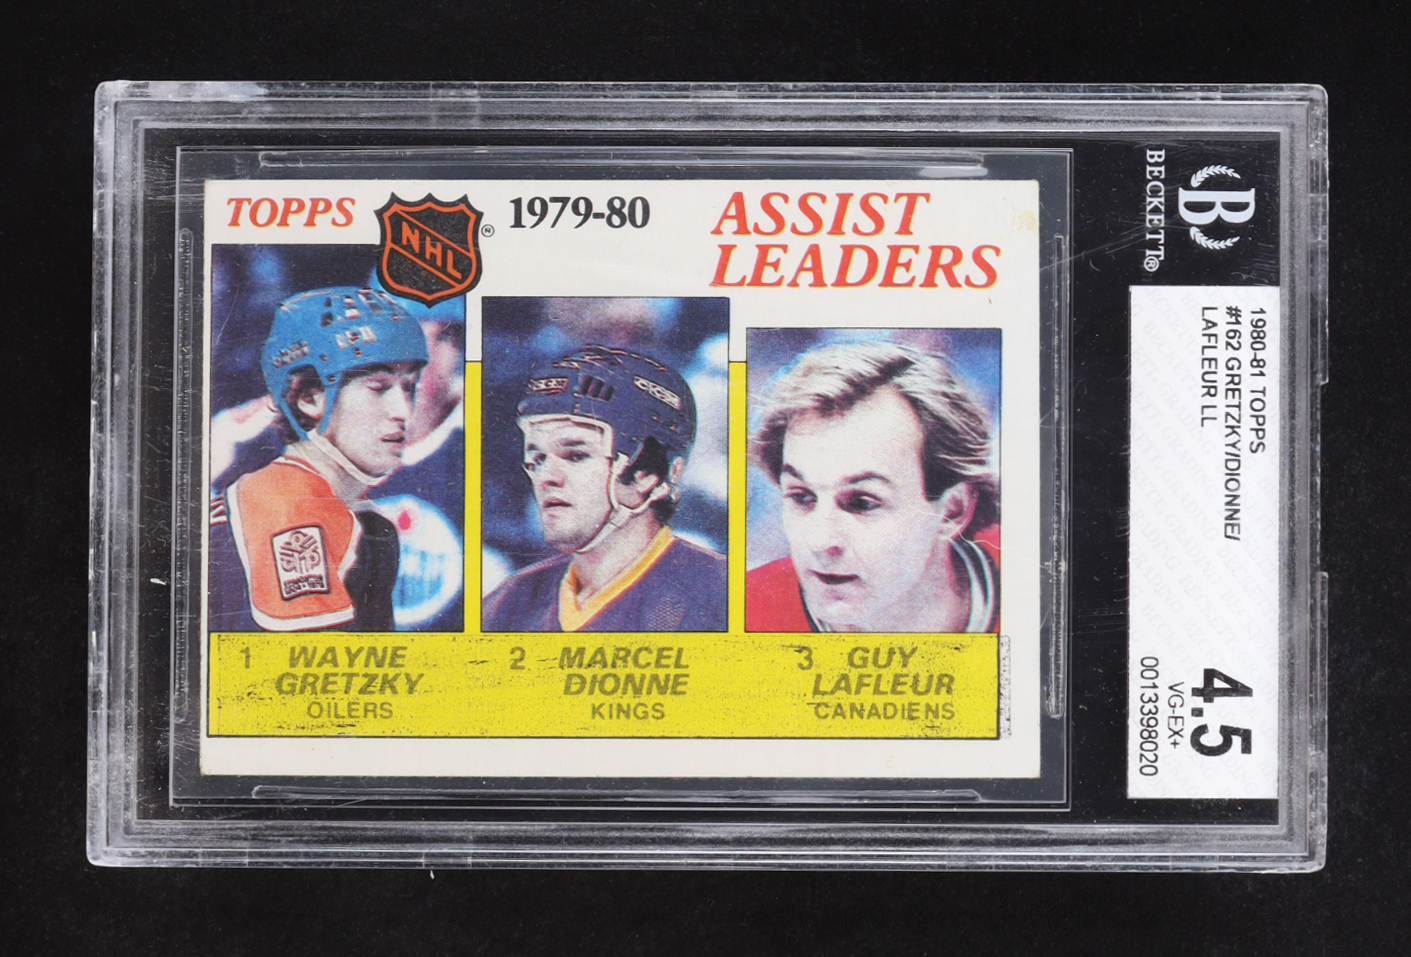 TOPPS
NHL
®
1979-80
ASSIST
LEADERS
1 WAYNE
GRETZKY
OILERS
2 MARCEL
DIONNE
KINGS
3 GUY
LAFLEUR
CANADIENS
B
BECKETT®
1980-81 TOPPS
#162 GRETZKY/DIONNE/
LAFLEUR LL
4.5
VG-EX+
0013398020